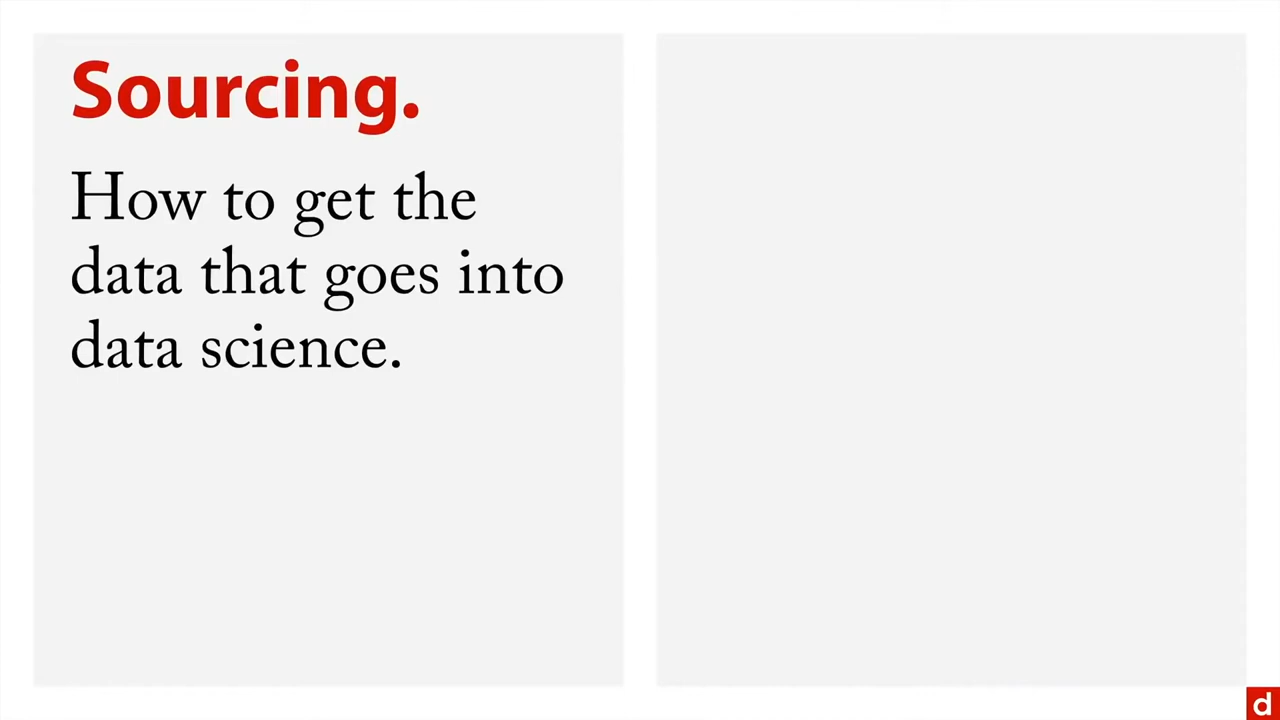 Sourcing.
How to get the
data that goes into
data science.
d